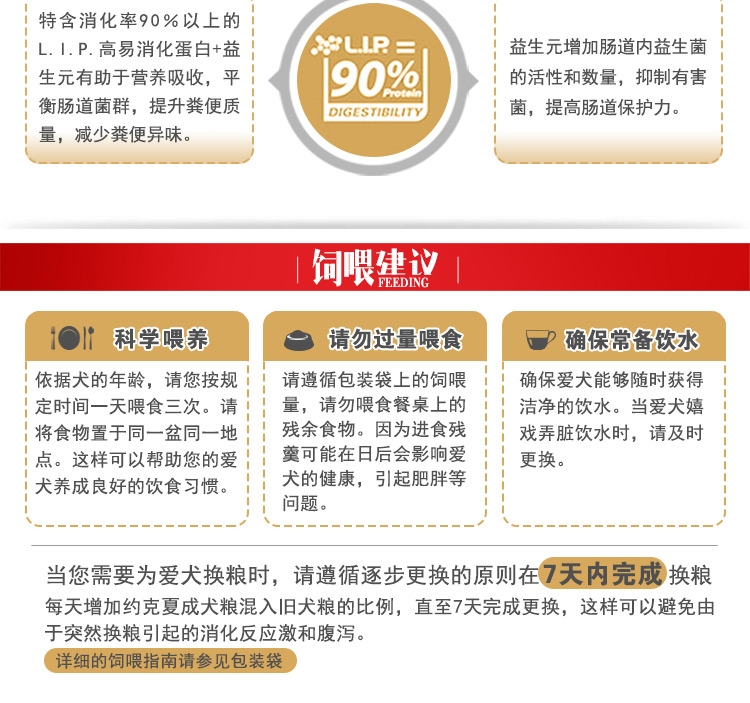 特含消化率90%以上的
L.I.P.高易消化蛋白+益
生元有助于营养吸收，平
衡肠道菌群，提升粪便质
量，减少粪便异味。
L.I.P. =
90%
Protein
DIGESTIBILITY
益生元增加肠道内益生菌
的活性和数量，抑制有害
菌，提高肠道保护力。
饲喂建议
FEEDING
科学喂养
依据犬的年龄，请您按规
定时间一天喂食三次。请
将食物置于同一盆同一地
点。这样可以帮助您的爱
犬养成良好的饮食习惯。
请勿过量喂食
请遵循包装袋上的饲喂
量，请勿喂食餐桌上的
残余食物。因为进食残
羹可能在日后会影响爱
犬的健康，引起肥胖等
问题。
确保常备饮水
确保爱犬能够随时获得
洁净的饮水。当爱犬嬉
戏弄脏饮水时，请及时
更换。
当您需要为爱犬换粮时，请遵循逐步更换的原则在7天内完成换粮
每天增加约克夏成犬粮混入旧犬粮的比例，直至7天完成更换，这样可以避免由
于突然换粮引起的消化反应激和腹泻。
详细的饲喂指南请参见包装袋